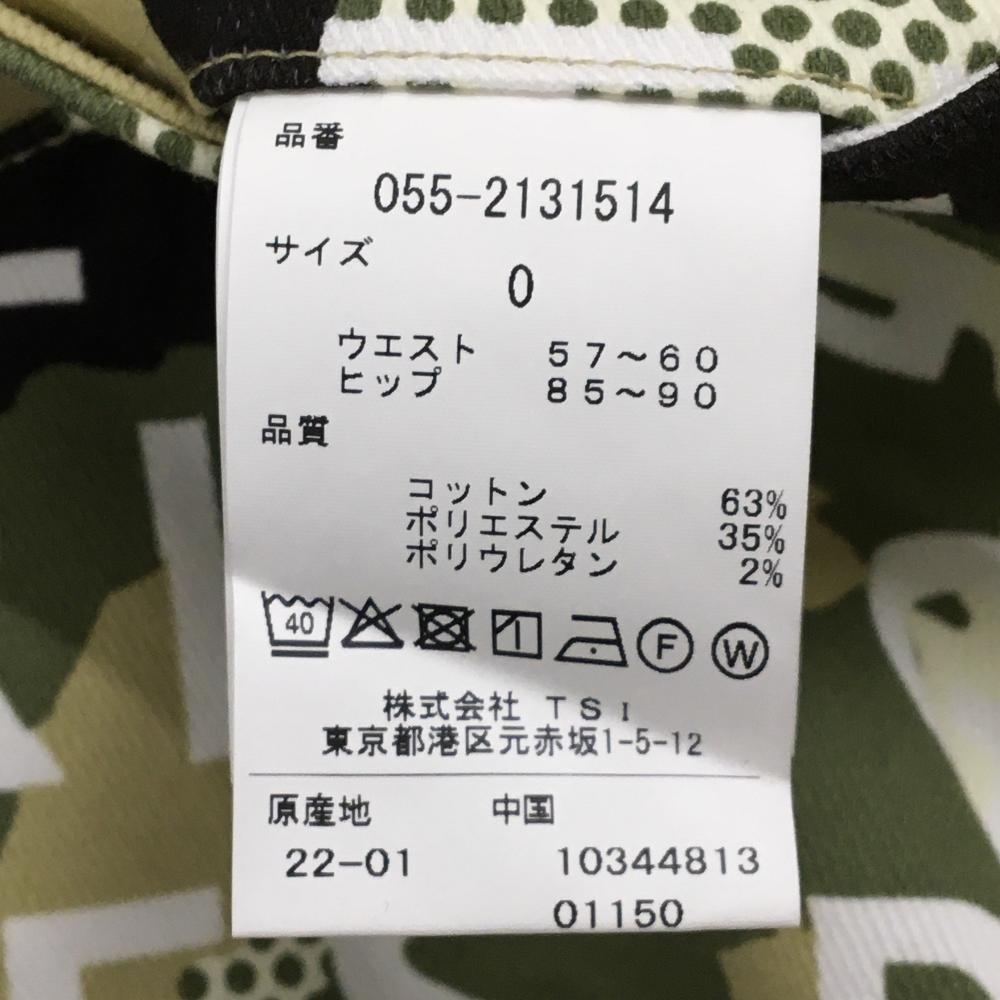 品番
055-2131514
サイズ
0
ウエスト 57～60
ヒップ 85～90
品質
コットン 63%
ポリエステル 35%
ポリウレタン 2%
40 F W
株式会社 TSI
東京都港区元赤坂1-5-12
原産地 中国
22-01 10344813
01150